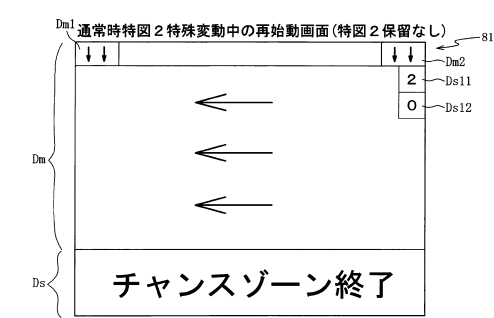 通常時特図２特殊変動中の再始動画面(特図２保留なし)
Dm1
81
Dm2
2
Ds11
0
Ds12
Dm
Ds
チャンスゾーン終了